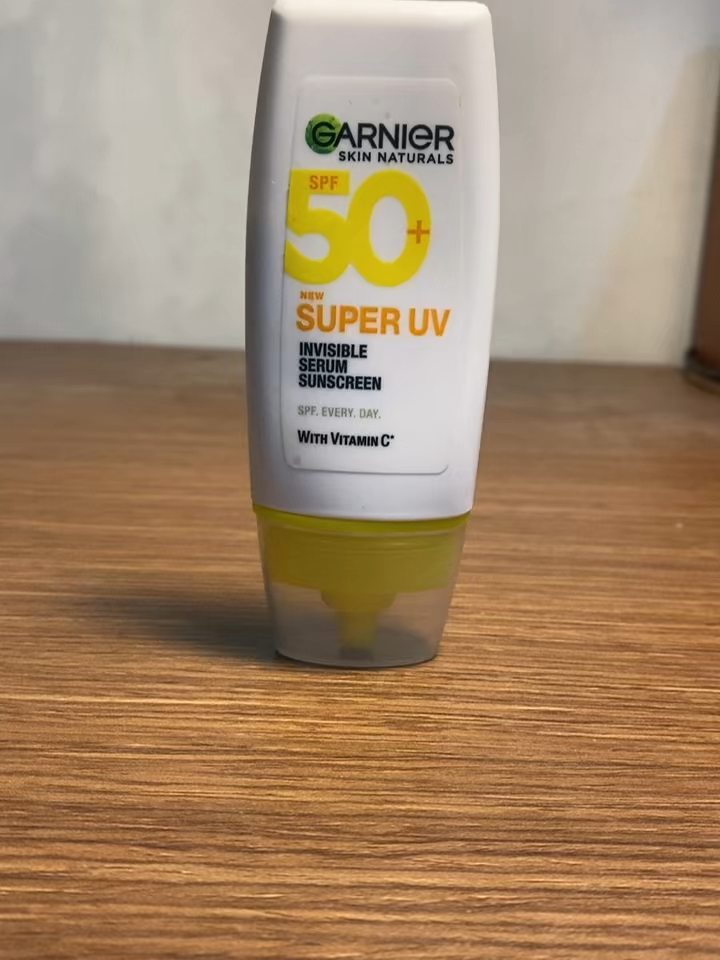 GARNIER
SKIN NATURALS
SPF
50+
NEW
SUPER UV
INVISIBLE
SERUM
SUNSCREEN
SPF. EVERY. DAY.
WITH VITAMIN C*